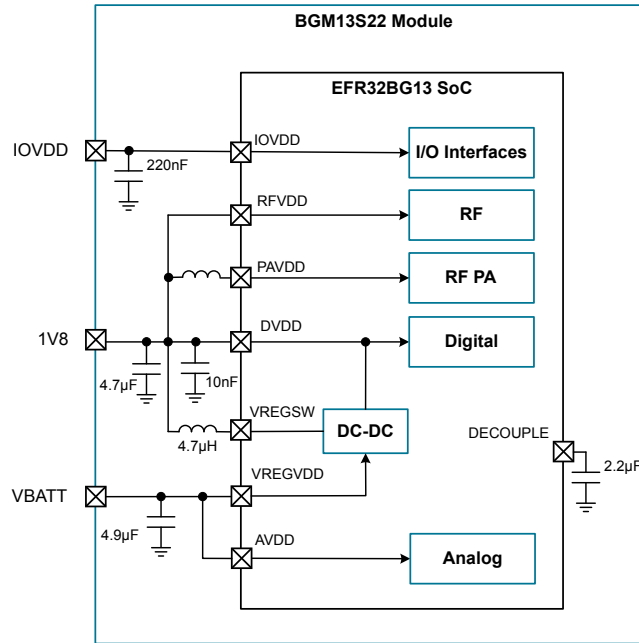 BGM13S22 Module
EFR32BG13 SoC
IOVDD
220nF
IOVDD
I/O Interfaces
RFVDD
RF
PAVDD
RF PA
1V8
4.7µF
10nF
DVDD
Digital
4.7µH
VREGSW
DC-DC
DECOUPLE
2.2µF
VBATT
4.9µF
VREGVDD
AVDD
Analog